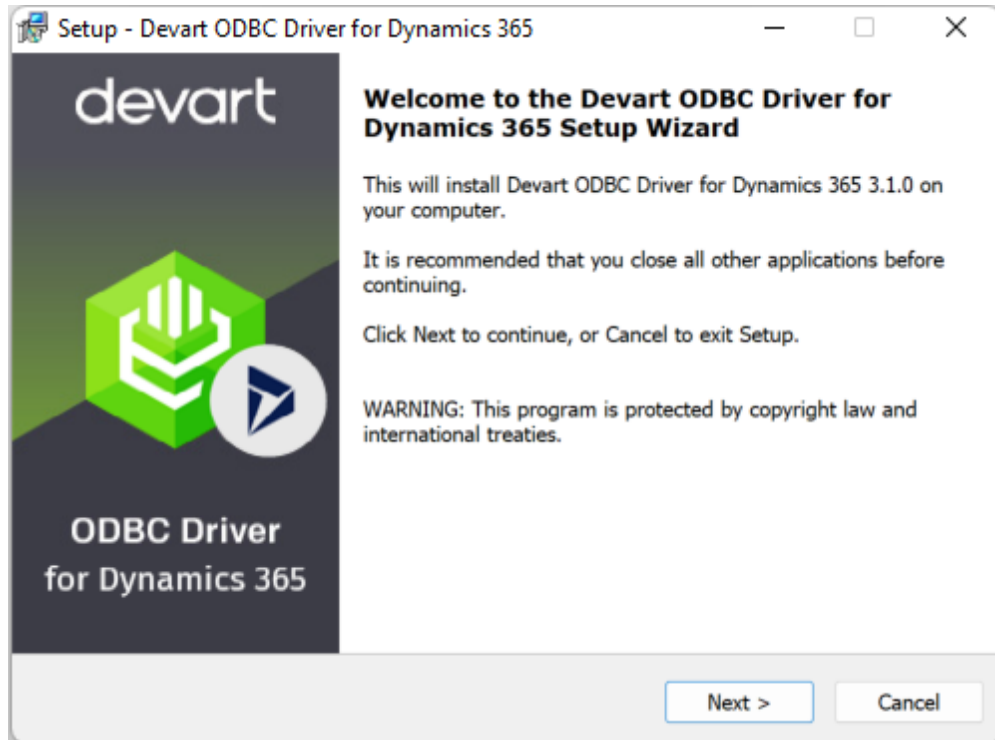 Setup - Devart ODBC Driver for Dynamics 365
devart
Welcome to the Devart ODBC Driver for
Dynamics 365 Setup Wizard
This will install Devart ODBC Driver for Dynamics 365 3.1.0 on
your computer.
It is recommended that you close all other applications before
continuing.
Click Next to continue, or Cancel to exit Setup.
WARNING: This program is protected by copyright law and
international treaties.
ODBC Driver
for Dynamics 365
Next >
Cancel